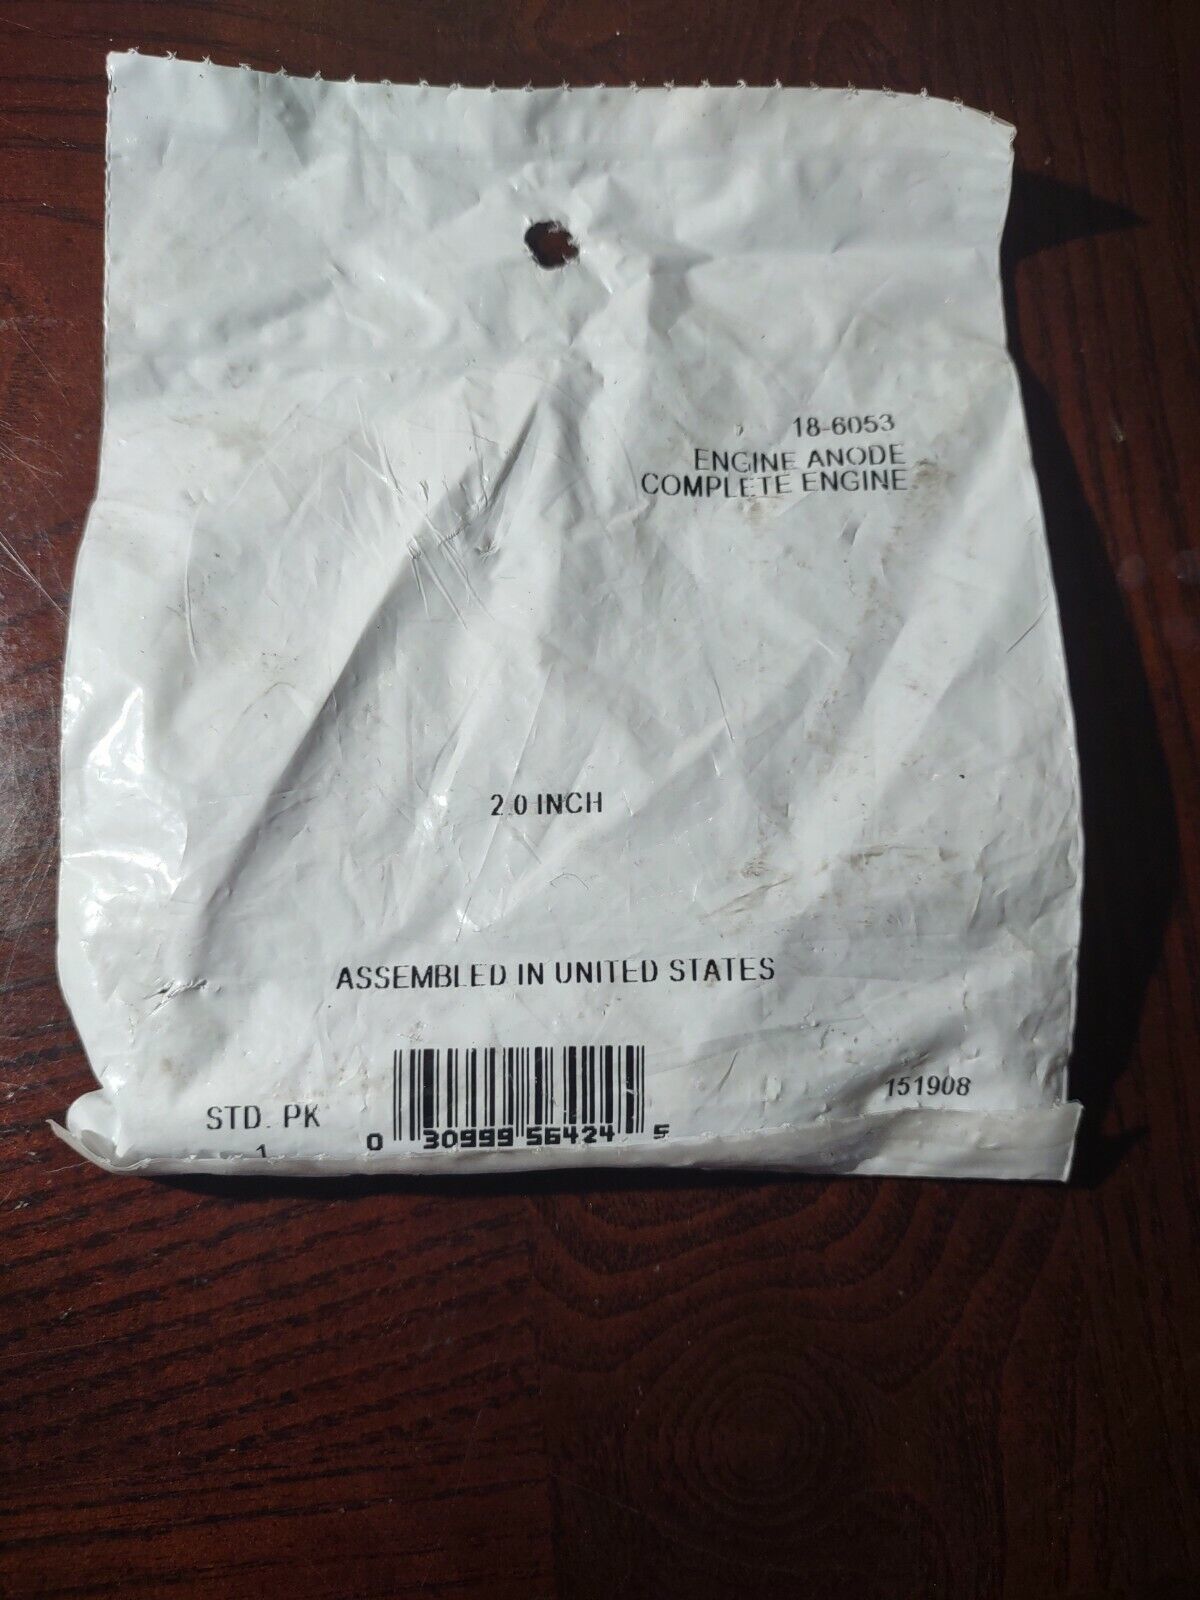 18-6053
ENGINE ANODE
COMPLETE ENGINE
2.0 INCH
ASSEMBLED IN UNITED STATES
151908
STD. PK
1
0 30999 56424 5